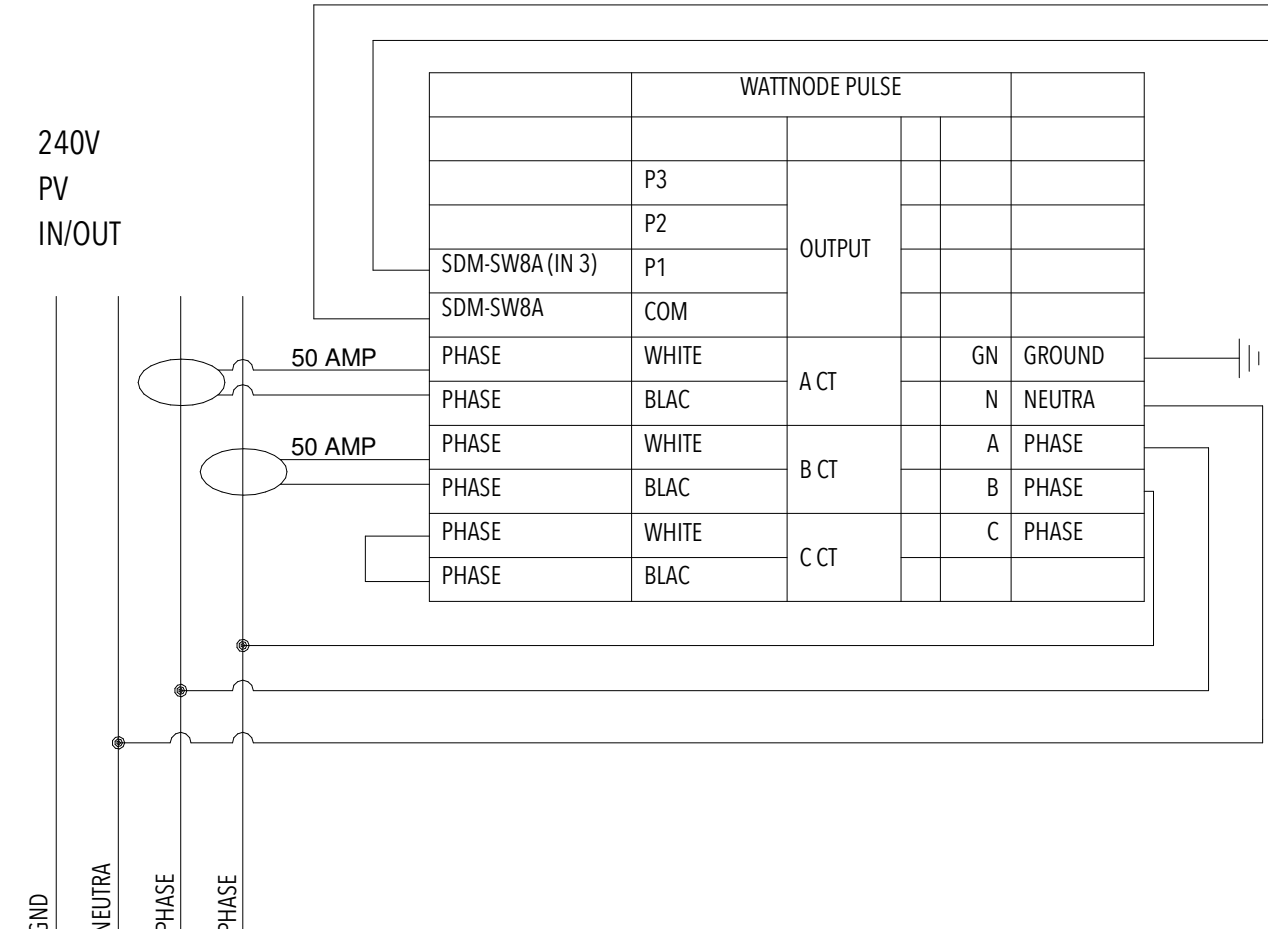 WATTNODE PULSE
240V
PV
IN/OUT
P3
P2
OUTPUT
SDM-SW8A (IN 3) P1
SDM-SW8A COM
50 AMP PHASE WHITE A CT GN GROUND
PHASE BLAC N NEUTRA
50 AMP PHASE WHITE B CT A PHASE
PHASE BLAC B PHASE
PHASE WHITE C CT C PHASE
PHASE BLAC
GND
NEUTRA
PHASE
PHASE